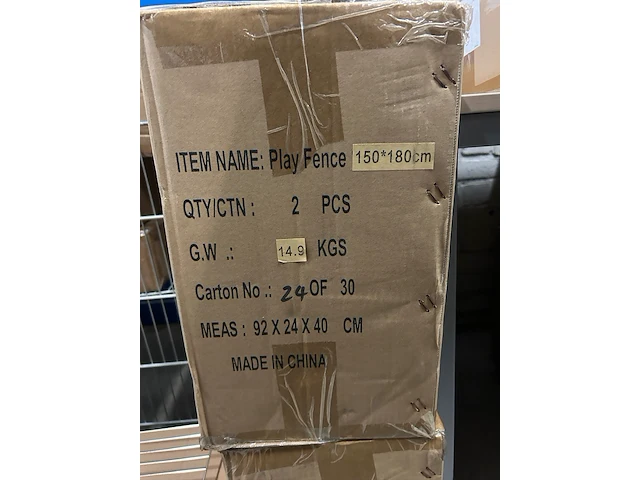 ITEM NAME: Play Fence 150*180cm
QTY/CTN : 2 PCS
G.W .: 14.9 KGS
Carton No .: 24 OF 30
MEAS : 92 X 24 X 40 CM
MADE IN CHINA